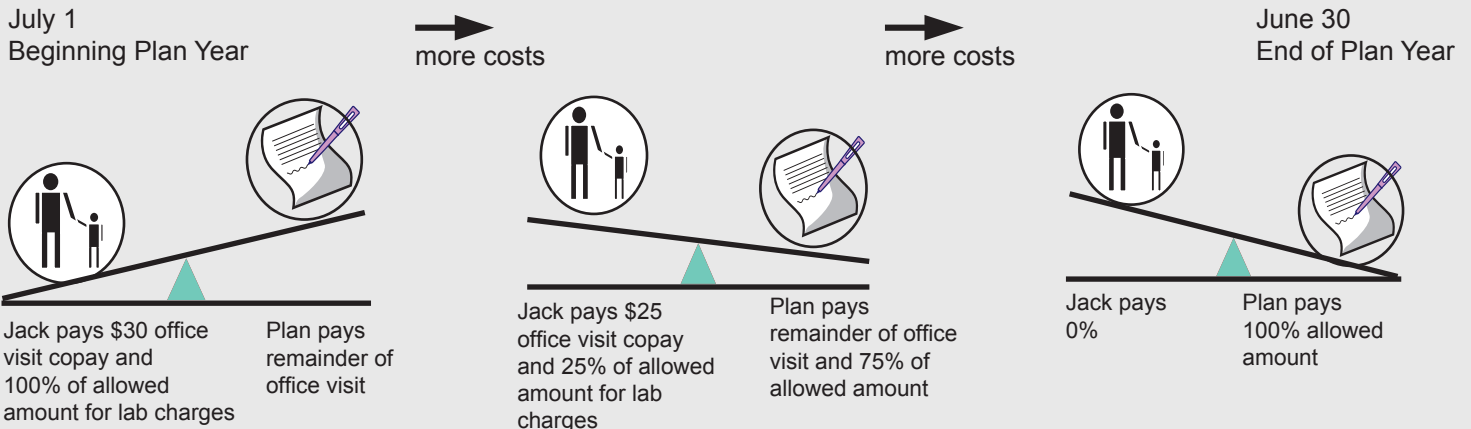 July 1
Beginning Plan Year
more costs
more costs
June 30
End of Plan Year
Jack pays $30 office
visit copay and
100% of allowed
amount for lab charges
Plan pays
remainder of
office visit
Jack pays $25
office visit copay
and 25% of allowed
amount for lab
charges
Plan pays
remainder of office
visit and 75% of
allowed amount
Jack pays
0%
Plan pays
100% allowed
amount